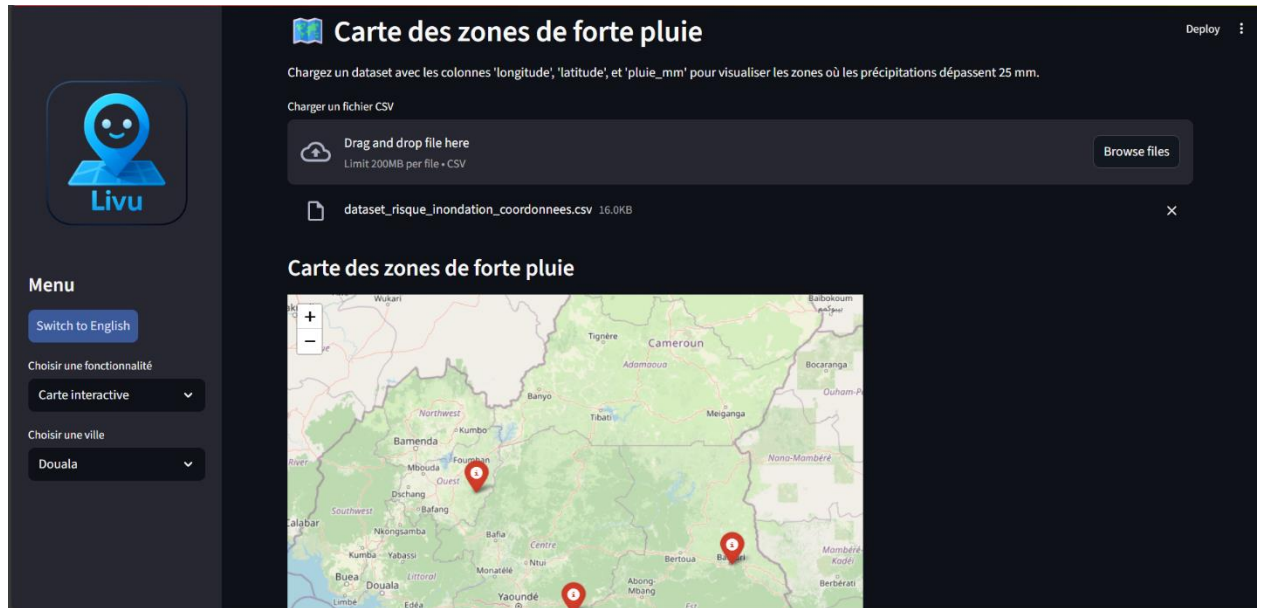 Livu
Menu
Switch to English
Choisir une fonctionnalité
Carte interactive
Choisir une ville
Douala
Deploy
Carte des zones de forte pluie
Chargez un dataset avec les colonnes 'longitude', 'latitude', et 'pluie_mm' pour visualiser les zones où les précipitations dépassent 25 mm.
Charger un fichier CSV
Drag and drop file here
Limit 200MB per file • CSV
Browse files
dataset_risque_inondation_coordonnees.csv 16.0KB
Carte des zones de forte pluie
+
−
Wukari
Baïbokoum
Tignère
Cameroun
Adamaoua
Bocaranga
Banyo
Tibati
Meiganga
Northwest
Kumbo
Bamenda
Nana-Mambéré
Mbouda
Ouest
Dschang
Bafang
Southwest
Calabar
Nkongsamba
Bafia
Centre
Kumba
Yabassi
Ntui
Bertoua
Buea
Douala
Littoral
Monatélé
Abong-
Mbang
Berbérati
Limbe
Edéa
Yaoundé
Est